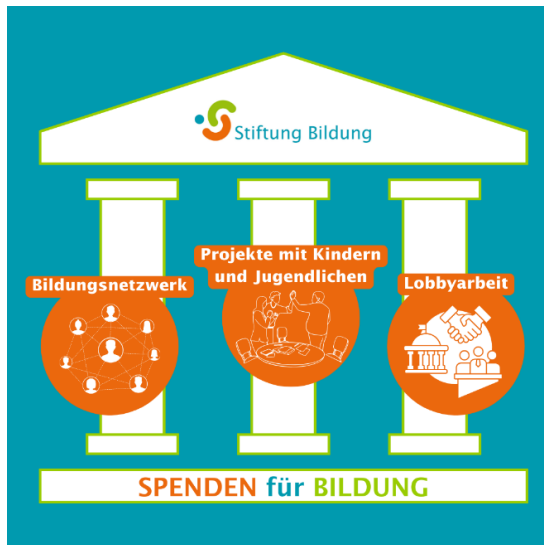 Stiftung Bildung
Bildungsnetzwerk
Projekte mit Kindern
und Jugendlichen
Lobbyarbeit
SPENDEN für BILDUNG